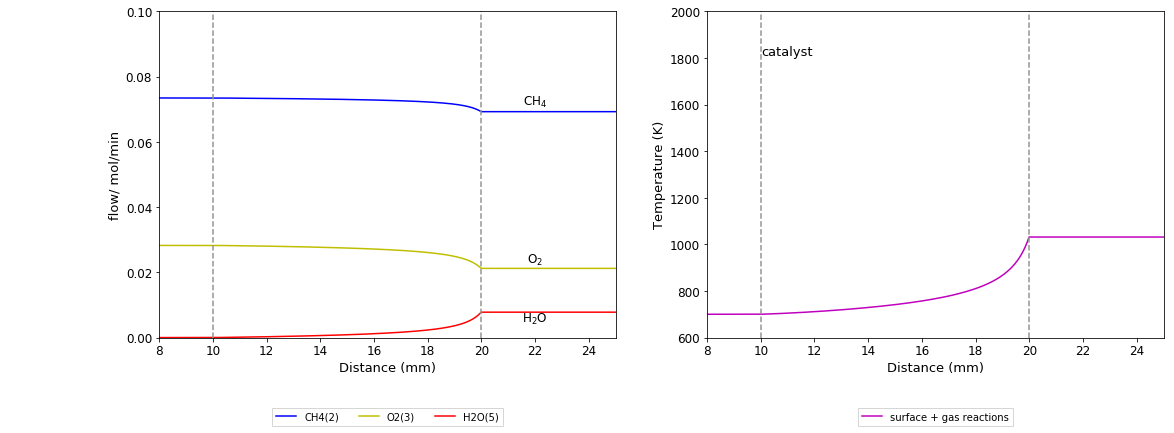 0.10
0.08
0.06
0.04
0.02
0.00
flow/ mol/min
CH4
O2
H2O
8 10 12 14 16 18 20 22 24
Distance (mm)
CH4(2) O2(3) H2O(5)
2000
1800
1600
1400
1200
1000
800
600
Temperature (K)
catalyst
8 10 12 14 16 18 20 22 24
Distance (mm)
surface + gas reactions